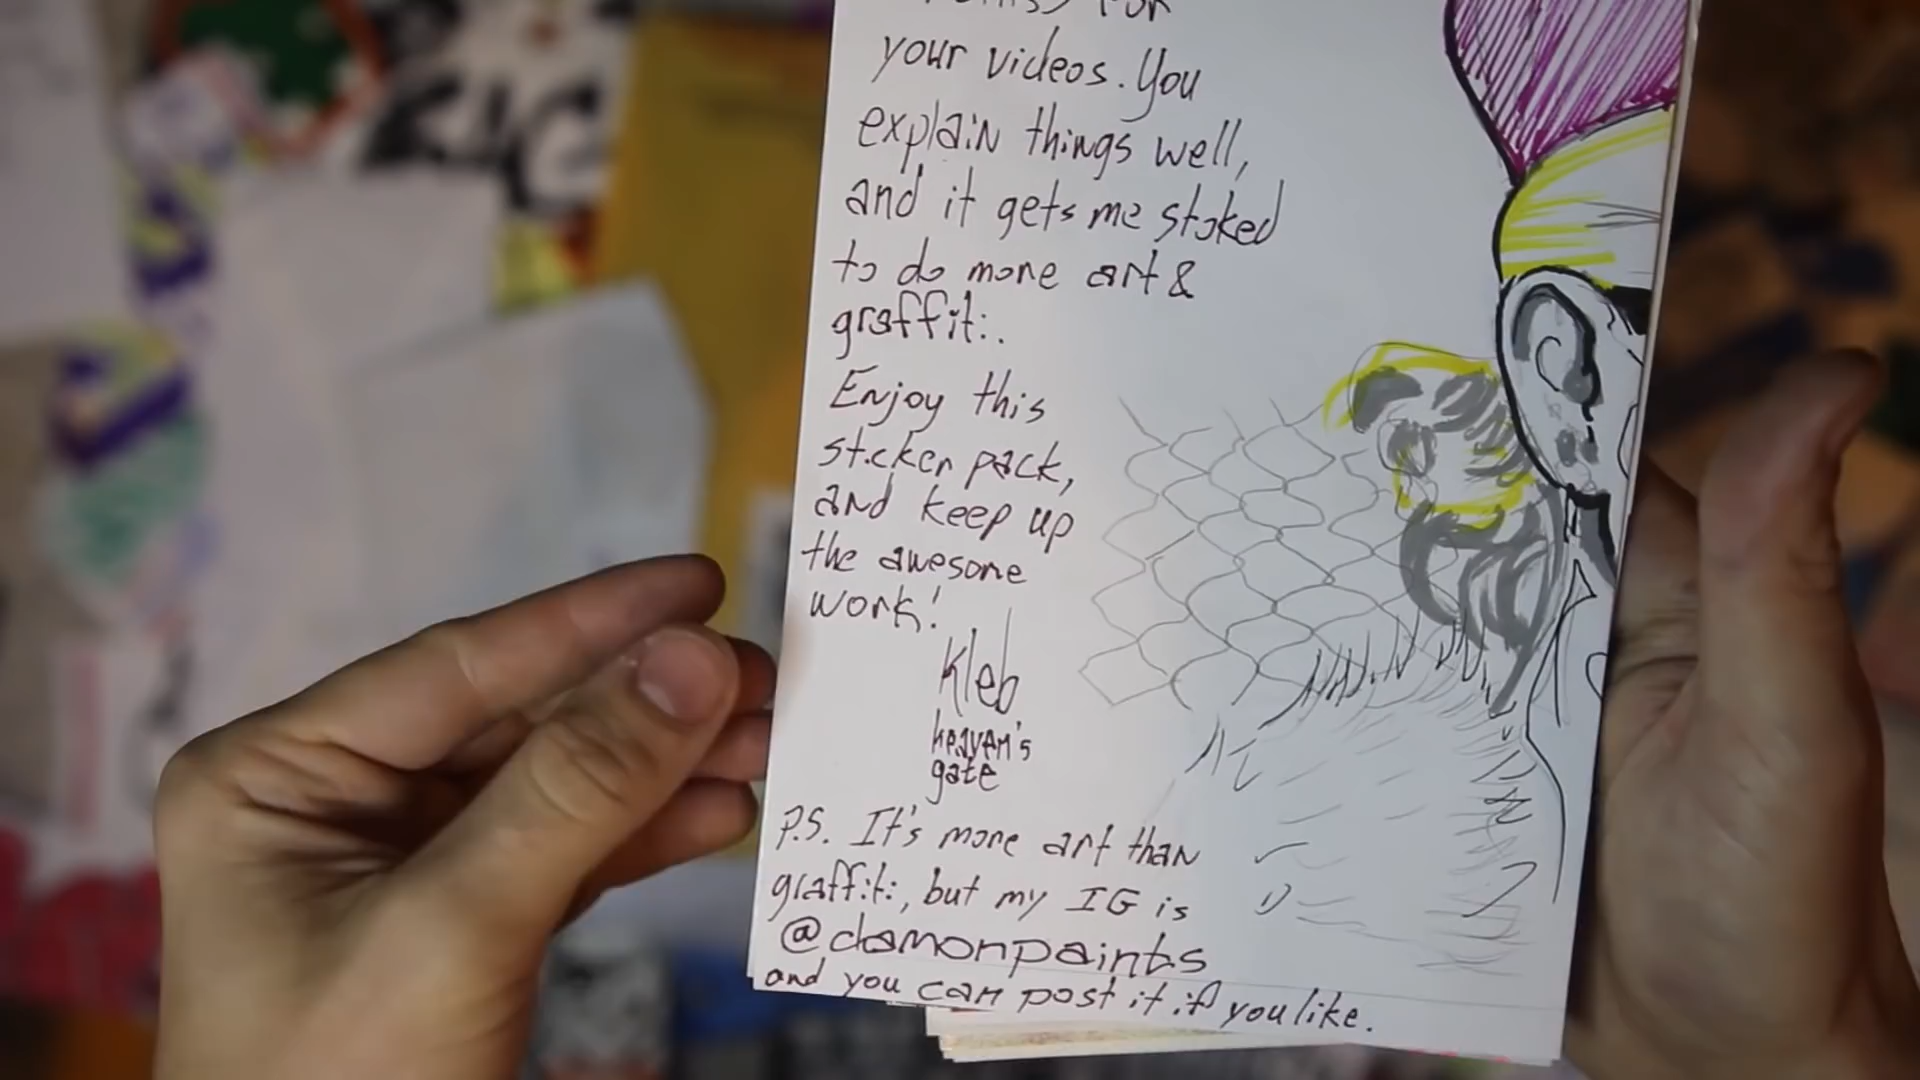 for
your videos. You
explain things well,
and it gets me stoked
to do more art &
graffiti.
Enjoy this
sticker pack,
and keep up
the awesome
work!
Kleb
heaven's
gate
P.S. It's more art than
graffiti, but my IG is
@damonpaints
and you can post it if you like.